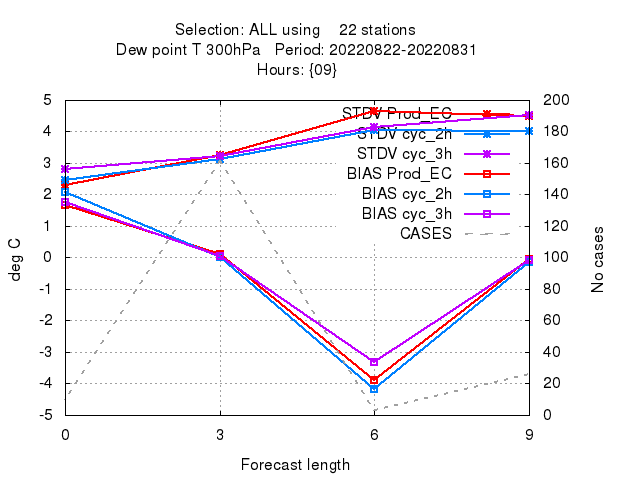 Selection: ALL using    22 stations
Dew point T 300hPa   Period: 20220822-20220831
Hours: {09}
5
4
3
2
1
0
-1
-2
-3
-4
-5
deg C
STDV Prod_EC
STDV cyc_2h
STDV cyc_3h
BIAS Prod_EC
BIAS cyc_2h
BIAS cyc_3h
CASES
200
180
160
140
120
100
80
60
40
20
0
No cases
0 3 6 9
Forecast length